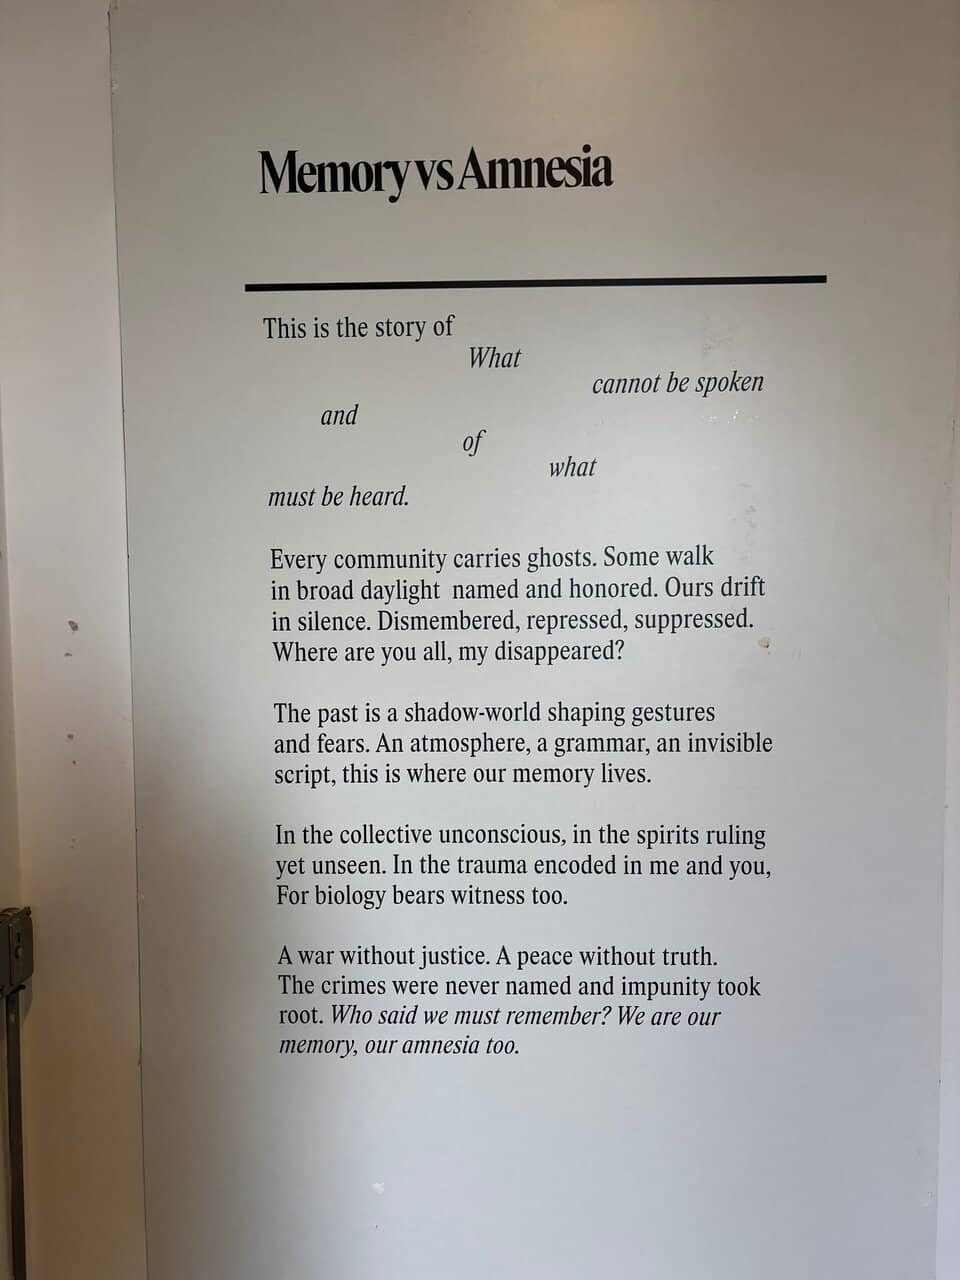 Memory vs Amnesia
This is the story of
What
cannot be spoken
and
of
what
must be heard.
Every community carries ghosts. Some walk
in broad daylight  named and honored. Ours drift
in silence. Dismembered, repressed, suppressed.
Where are you all, my disappeared?
The past is a shadow-world shaping gestures
and fears. An atmosphere, a grammar, an invisible
script, this is where our memory lives.
In the collective unconscious, in the spirits ruling
yet unseen. In the trauma encoded in me and you,
For biology bears witness too.
A war without justice. A peace without truth.
The crimes were never named and impunity took
root. Who said we must remember? We are our
memory, our amnesia too.